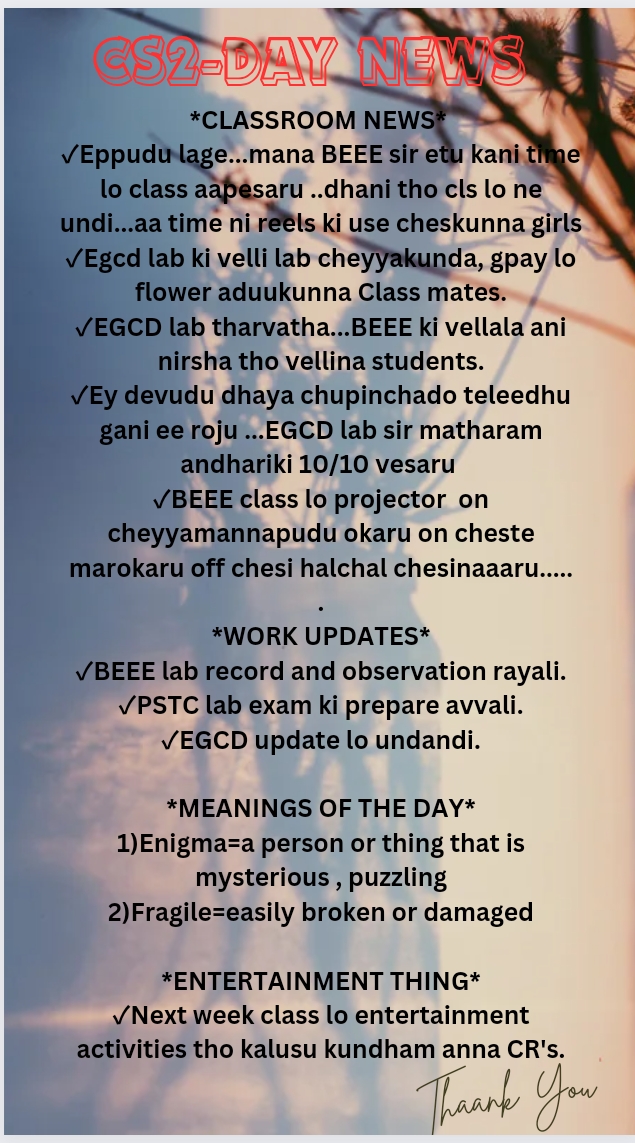 CS2-DAY NEWS
*CLASSROOM NEWS*
✓Eppudu lage...mana BEEE sir etu kani time
lo class aapesaru ..dhani tho cls lo ne
undi...aa time ni reels ki use cheskunna girls
✓Egcd lab ki velli lab cheyyakunda, gpay lo
flower aduukunna Class mates.
✓EGCD lab tharvatha...BEEE ki vellala ani
nirsha tho vellina students.
✓Ey devudu dhaya chupinchado teleedhu
gani ee roju ...EGCD lab sir matharam
andhariki 10/10 vesaru
✓BEEE class lo projector  on
cheyyamannapudu okaru on cheste
marokaru off chesi halchal chesinaaaru.....
.
*WORK UPDATES*
✓BEEE lab record and observation rayali.
✓PSTC lab exam ki prepare avvali.
✓EGCD update lo undandi.
*MEANINGS OF THE DAY*
1)Enigma=a person or thing that is
mysterious , puzzling
2)Fragile=easily broken or damaged
*ENTERTAINMENT THING*
✓Next week class lo entertainment
activities tho kalusu kundham anna CR's.
Thaank You